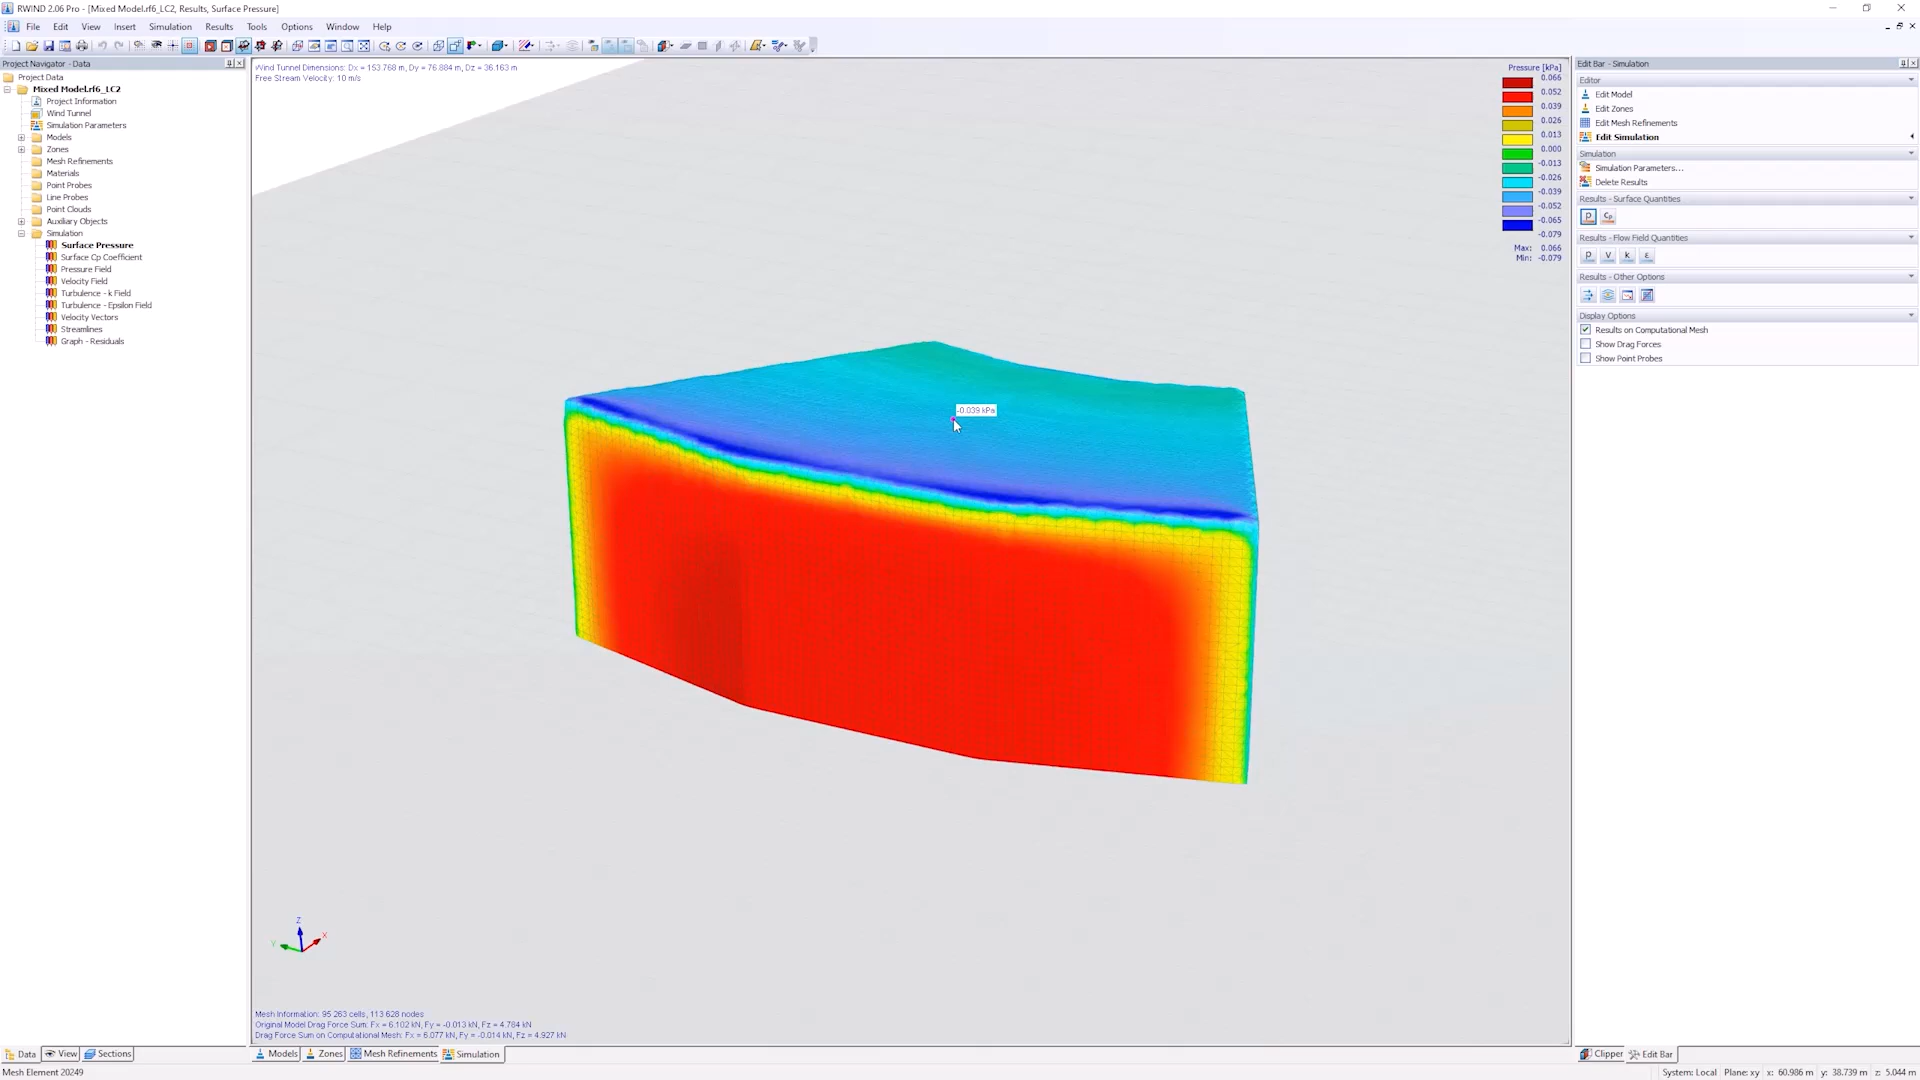 RWIND 2.06 Pro - [Mixed Model.rf6_LC2, Results, Surface Pressure]
File Edit View Insert Simulation Results Tools Options Window Help
Project Navigator - Data
Project Data
Mixed Model.rf6_LC2
Project Information
Wind Tunnel
Simulation Parameters
Models
Zones
Mesh Refinements
Materials
Point Probes
Line Probes
Point Clouds
Auxiliary Objects
Simulation
Surface Pressure
Surface Cp Coefficient
Pressure Field
Velocity Field
Turbulence - k Field
Turbulence - Epsilon Field
Velocity Vectors
Streamlines
Graph - Residuals
Data View Sections
Wind Tunnel Dimensions: Dx = 153.768 m, Dy = 76.884 m, Dz = 36.163 m
Free Stream Velocity: 10 m/s
Pressure [kPa]
0.066
0.052
0.039
0.026
0.013
0.000
-0.013
-0.026
-0.039
-0.052
-0.065
-0.079
Max: 0.066
Min: -0.079
-0.039 kPa
Z
Y
X
Mesh Information: 95 263 cells, 113 628 nodes
Original Model Drag Force Sum: Fx = 6.102 kN, Fy = -0.013 kN, Fz = 4.784 kN
Drag Force Sum on Computational Mesh: Fx = 6.077 kN, Fy = -0.014 kN, Fz = 4.927 kN
Models Zones Mesh Refinements Simulation
Edit Bar - Simulation
Editor
Edit Model
Edit Zones
Edit Mesh Refinements
Edit Simulation
Simulation
Simulation Parameters...
Delete Results
Results - Surface Quantities
p Cp
Results - Flow Field Quantities
p v k ε
Results - Other Options
Display Options
Results on Computational Mesh
Show Drag Forces
Show Point Probes
Clipper Edit Bar
Mesh Element 20249
System: Local Plane: xy x: 60.986 m y: 38.739 m z: 5.044 m